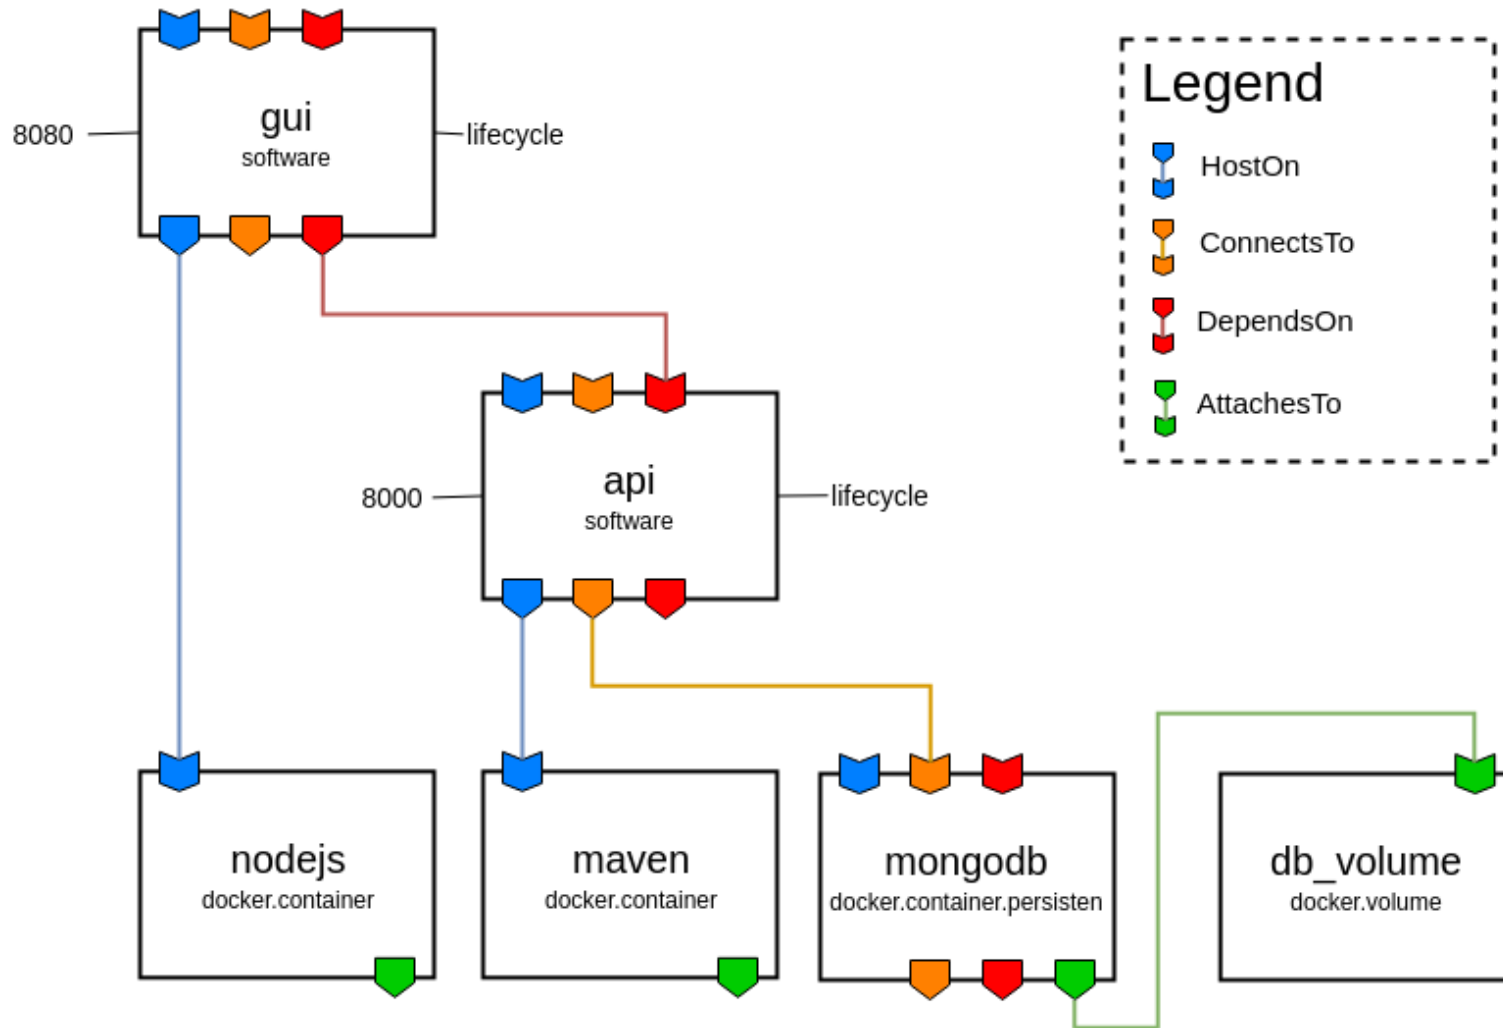 Legend
HostOn
ConnectsTo
DependsOn
AttachesTo
gui
software
8080
lifecycle
api
software
8000
lifecycle
nodejs
docker.container
maven
docker.container
mongodb
docker.container.persisten
db_volume
docker.volume